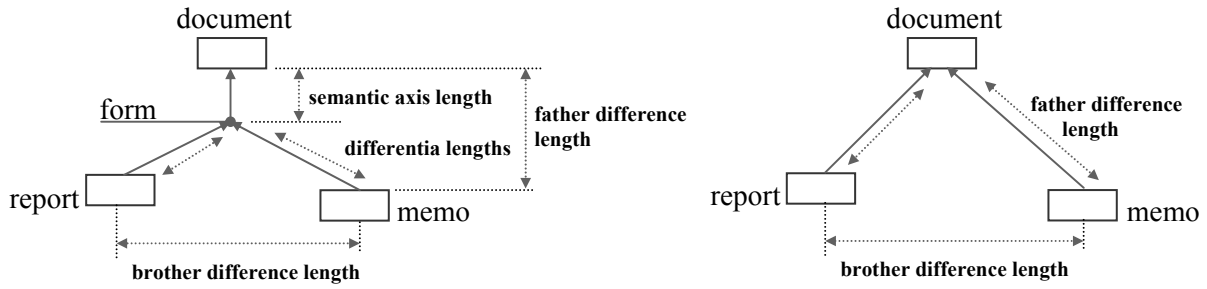 document
semantic axis length
form
father difference
length
differentia lengths
report
memo
brother difference length
document
father difference
length
report
memo
brother difference length